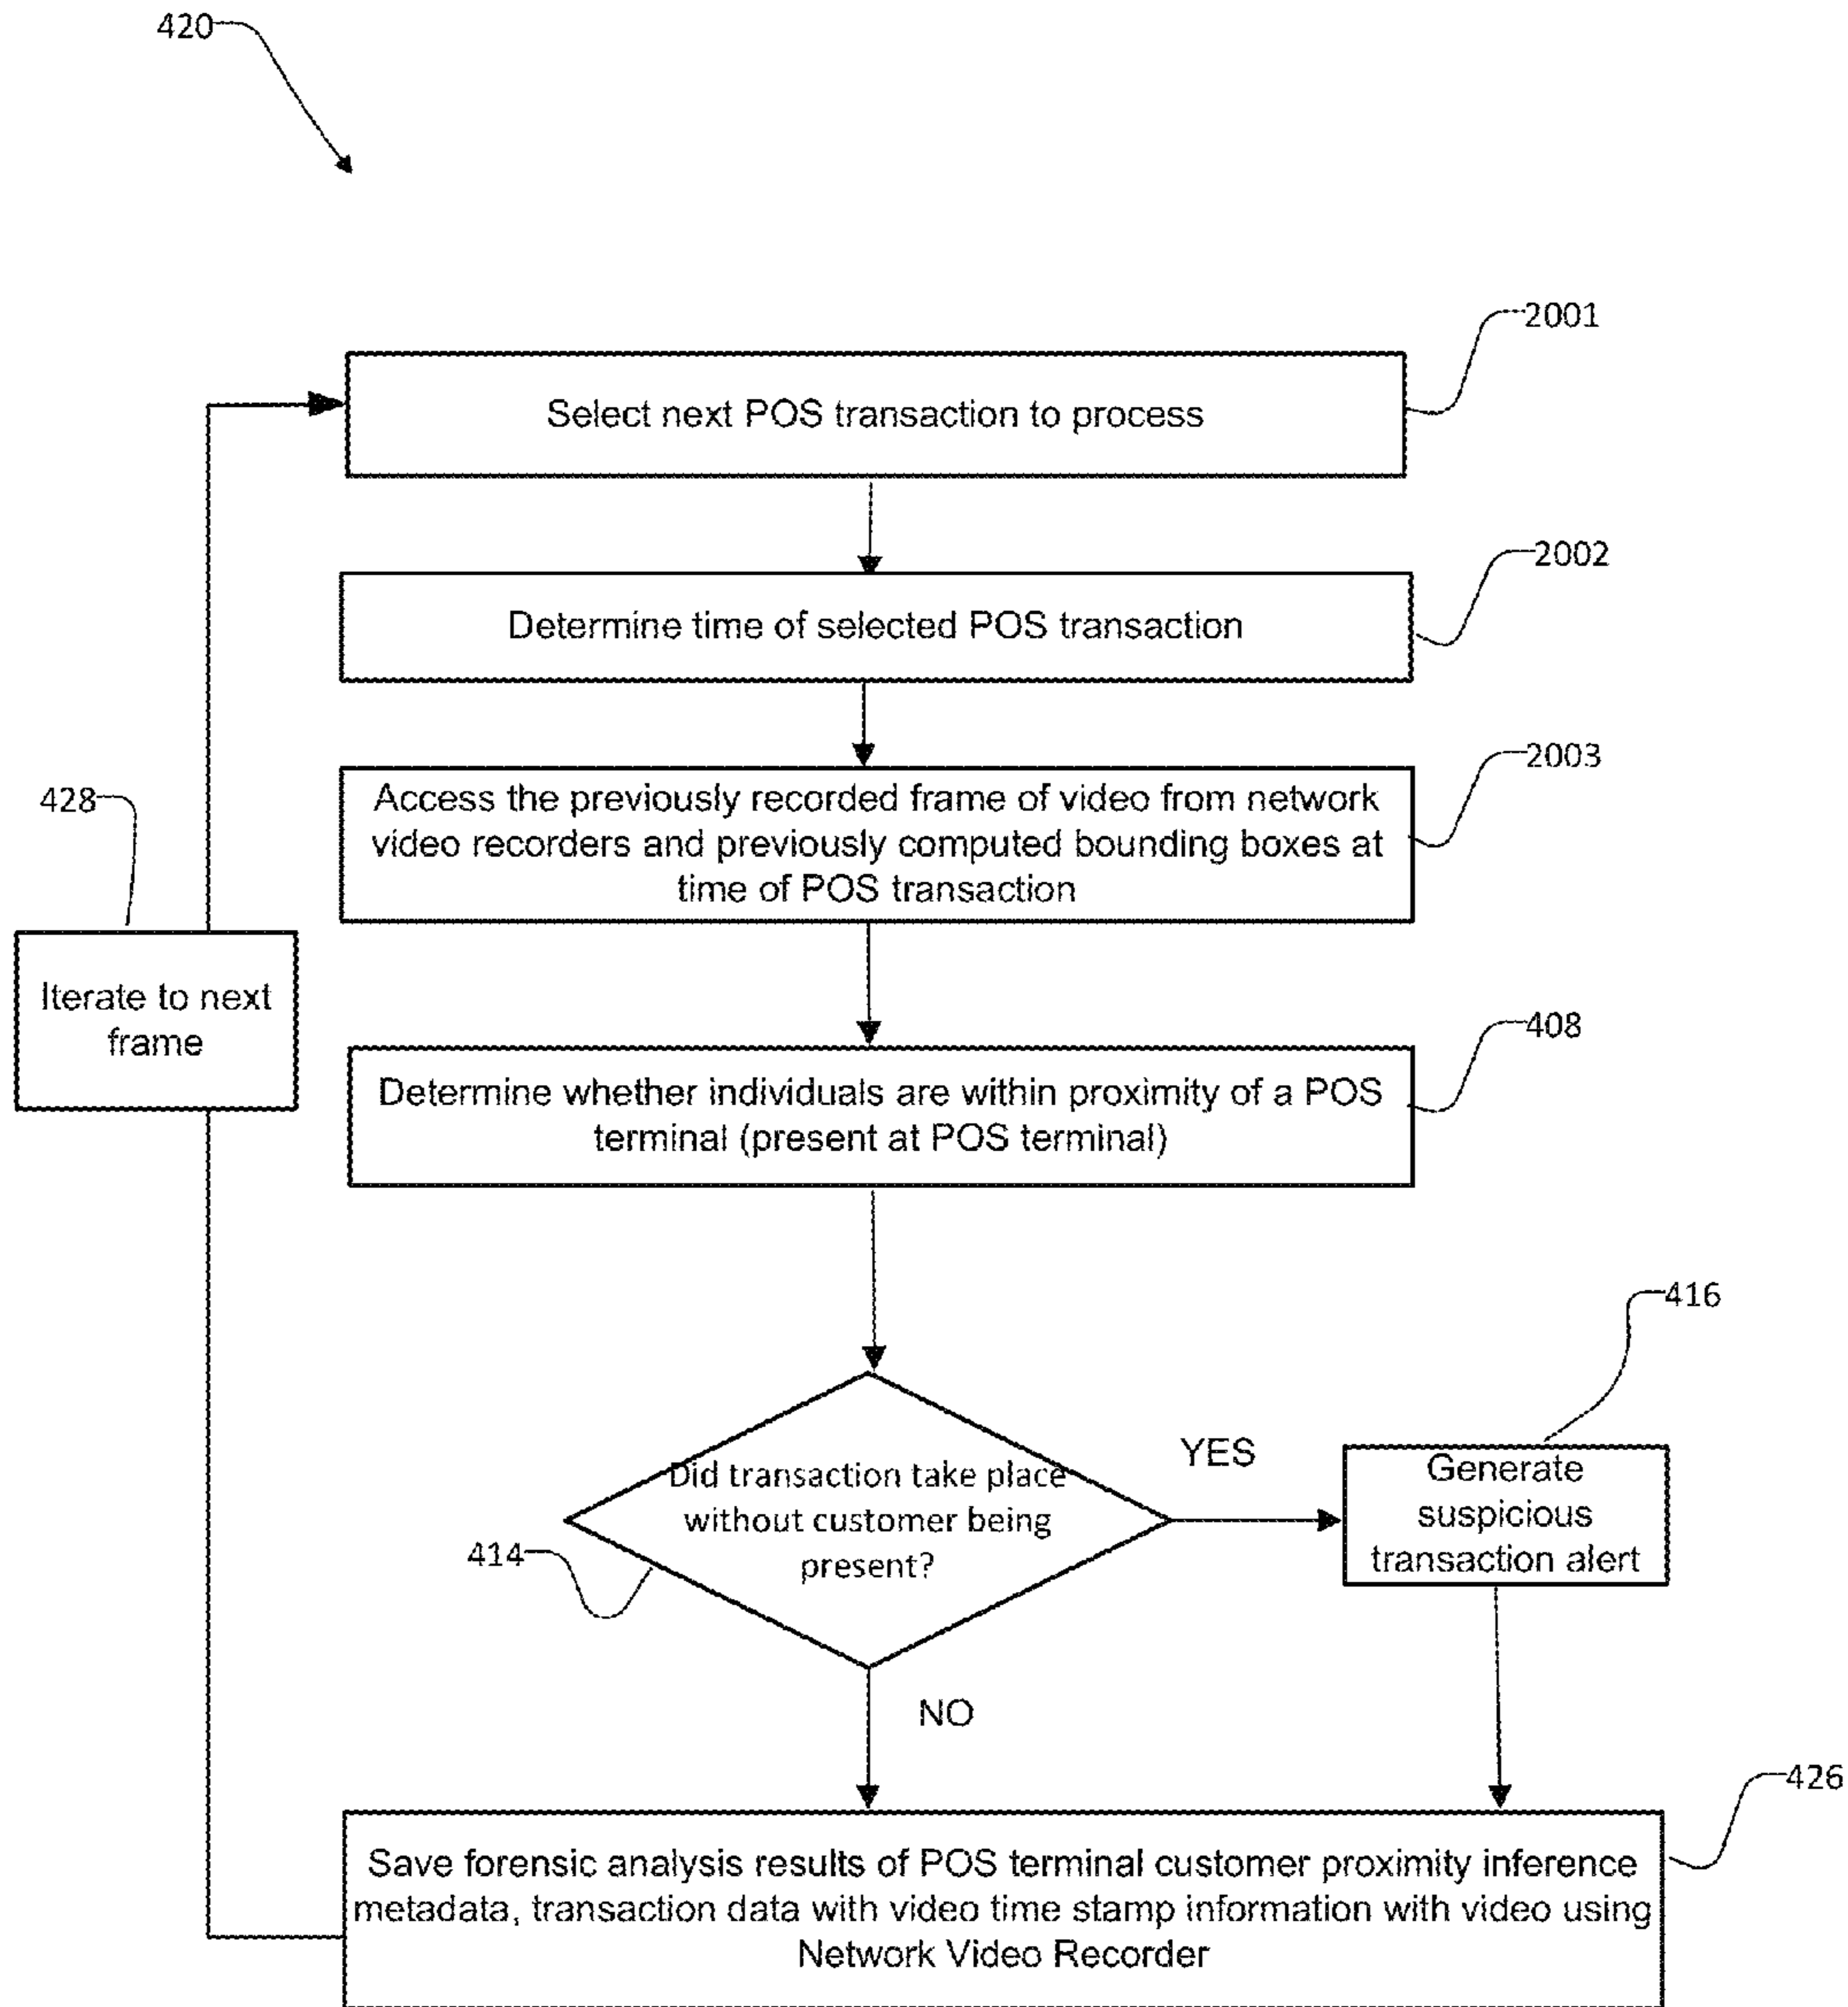 420
2001
Select next POS transaction to process
2002
Determine time of selected POS transaction
2003
Access the previously recorded frame of video from network
video recorders and previously computed bounding boxes at
time of POS transaction
428
Iterate to next
frame
408
Determine whether individuals are within proximity of a POS
terminal (present at POS terminal)
416
YES
Did transaction take place
without customer being
present?
414
Generate
suspicious
transaction alert
NO
426
Save forensic analysis results of POS terminal customer proximity inference
metadata, transaction data with video time stamp information with video using
Network Video Recorder